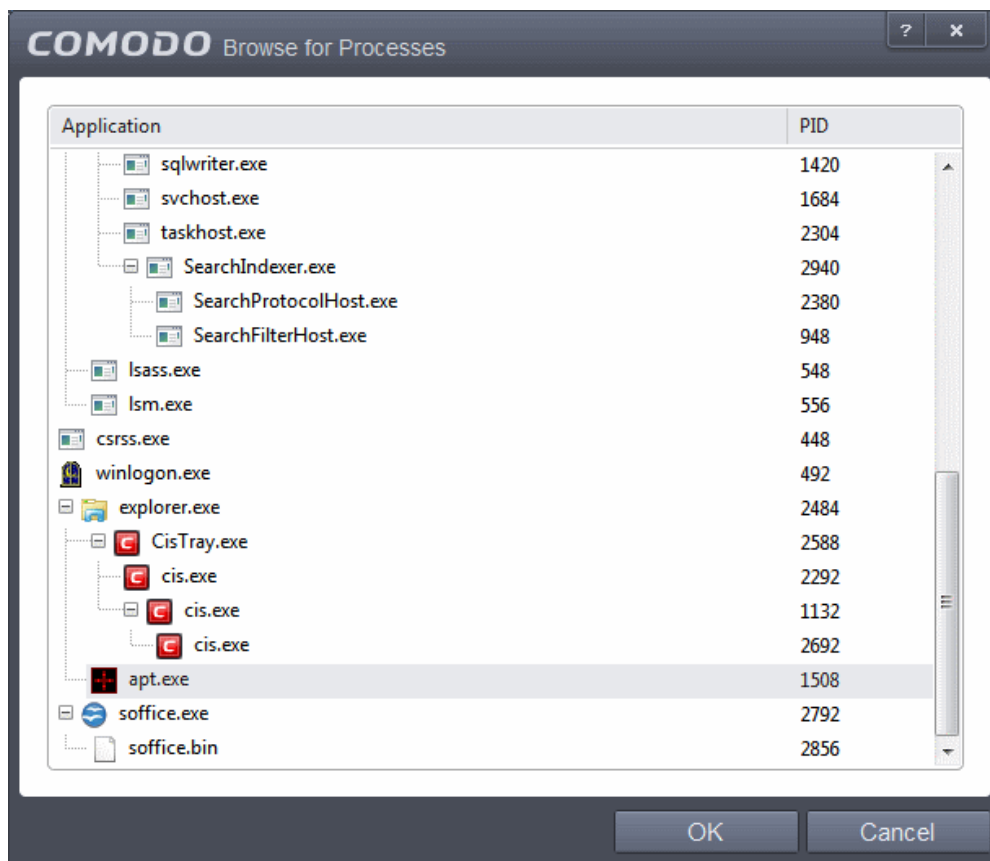 COMODO Browse for Processes ? x
Application PID
sqlwriter.exe 1420
svchost.exe 1684
taskhost.exe 2304
SearchIndexer.exe 2940
SearchProtocolHost.exe 2380
SearchFilterHost.exe 948
lsass.exe 548
lsm.exe 556
csrss.exe 448
winlogon.exe 492
explorer.exe 2484
CisTray.exe 2588
cis.exe 2292
cis.exe 1132
cis.exe 2692
apt.exe 1508
soffice.exe 2792
soffice.bin 2856
OK Cancel